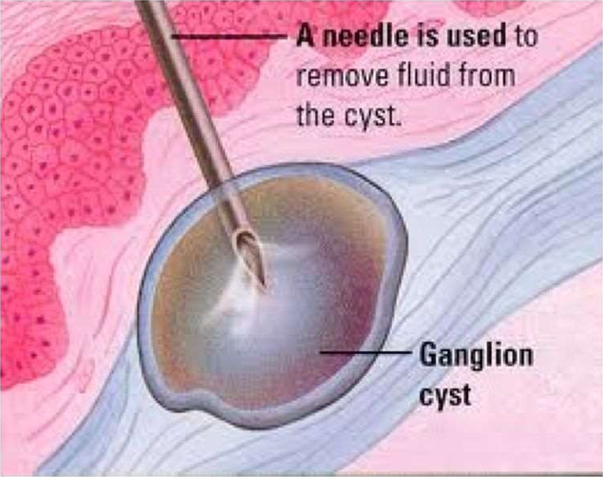 A needle is used to
remove fluid from
the cyst.
Ganglion
cyst